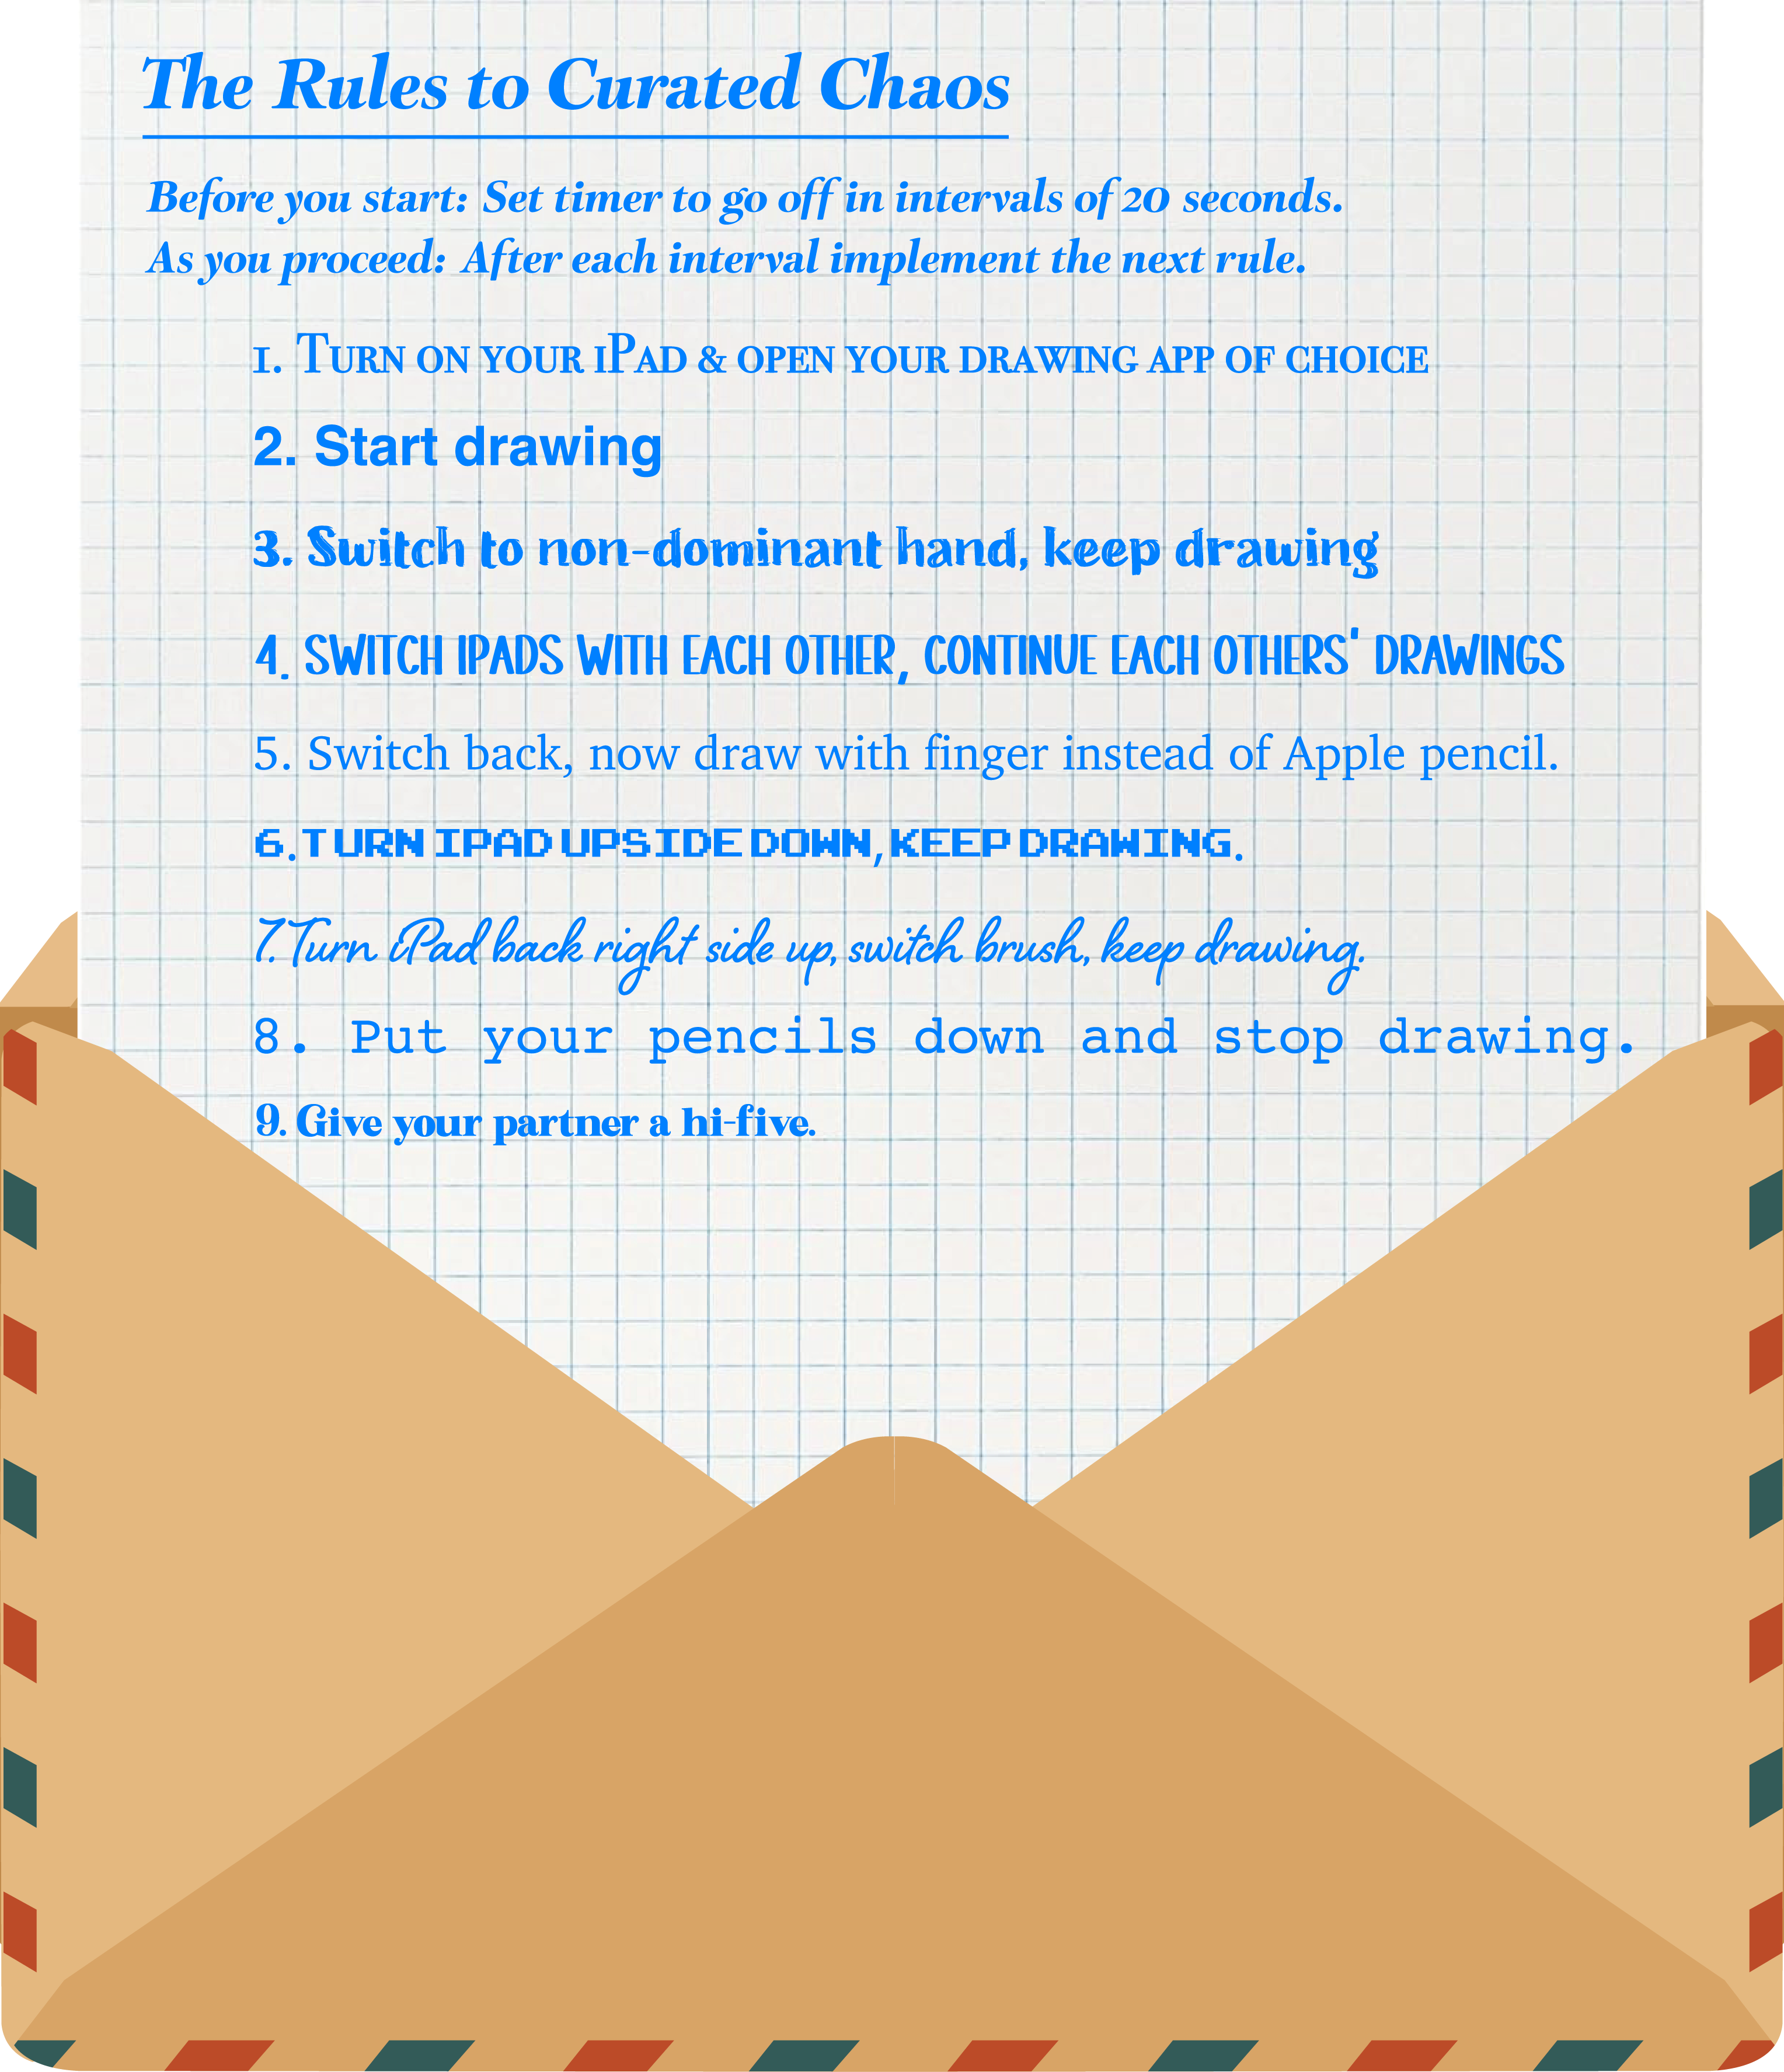 The Rules to Curated Chaos
Before you start: Set timer to go off in intervals of 20 seconds.
As you proceed: After each interval implement the next rule.
1. Turn on your iPad & open your drawing app of choice
2. Start drawing
3. Switch to non-dominant hand, keep drawing
4. SWITCH IPADS WITH EACH OTHER, CONTINUE EACH OTHERS' DRAWINGS
5. Switch back, now draw with finger instead of Apple pencil.
6. TURN IPAD UPSIDE DOWN, KEEP DRAWING.
7. Turn iPad back right side up, switch brush, keep drawing.
8. Put your pencils down and stop drawing.
9. Give your partner a hi-five.